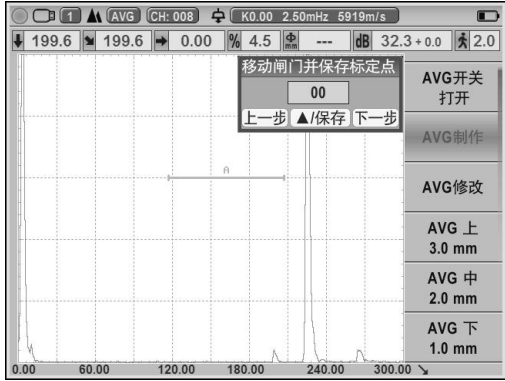 1 AVG CH: 008 K0.00 2.50mHz 5919m/s
199.6 199.6 0.00 % 4.5 Φ mm --- dB 32.3 + 0.0 2.0
移动闸门并保存标定点
00
上一步 ▲/保存 下一步
A
AVG开关
打开
AVG制作
AVG修改
AVG 上
3.0 mm
AVG 中
2.0 mm
AVG 下
1.0 mm
0.00 60.00 120.00 180.00 240.00 300.00